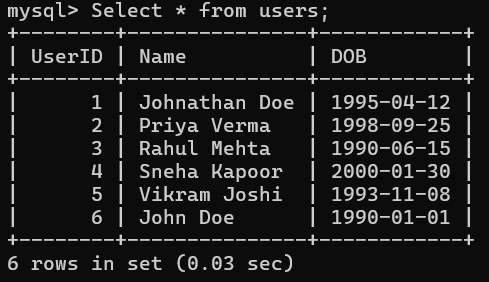 mysql> Select * from users;
+--------+---------------+------------+
| UserID | Name          | DOB        |
+--------+---------------+------------+
|      1 | Johnathan Doe | 1995-04-12 |
|      2 | Priya Verma   | 1998-09-25 |
|      3 | Rahul Mehta   | 1990-06-15 |
|      4 | Sneha Kapoor  | 2000-01-30 |
|      5 | Vikram Joshi  | 1993-11-08 |
|      6 | John Doe      | 1990-01-01 |
+--------+---------------+------------+
6 rows in set (0.03 sec)